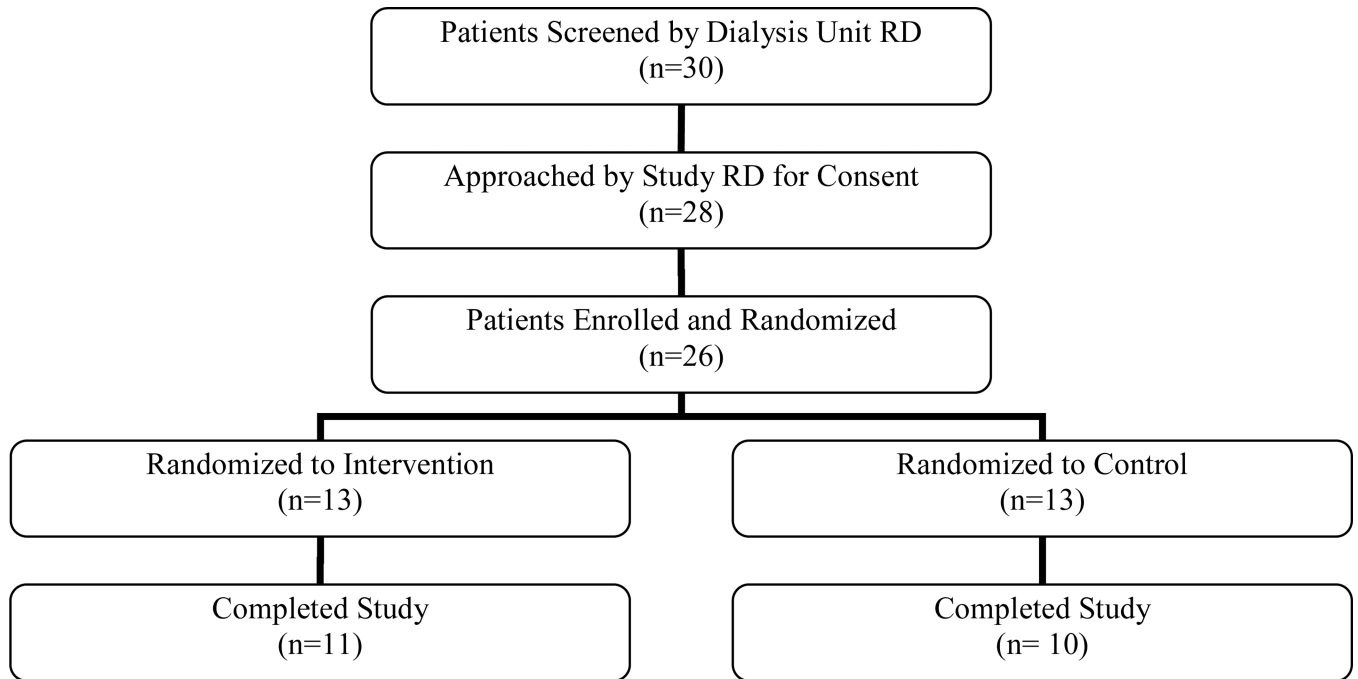 Patients Screened by Dialysis Unit RD
(n=30)
Approached by Study RD for Consent
(n=28)
Patients Enrolled and Randomized
(n=26)
Randomized to Intervention
(n=13)
Randomized to Control
(n=13)
Completed Study
(n=11)
Completed Study
(n= 10)